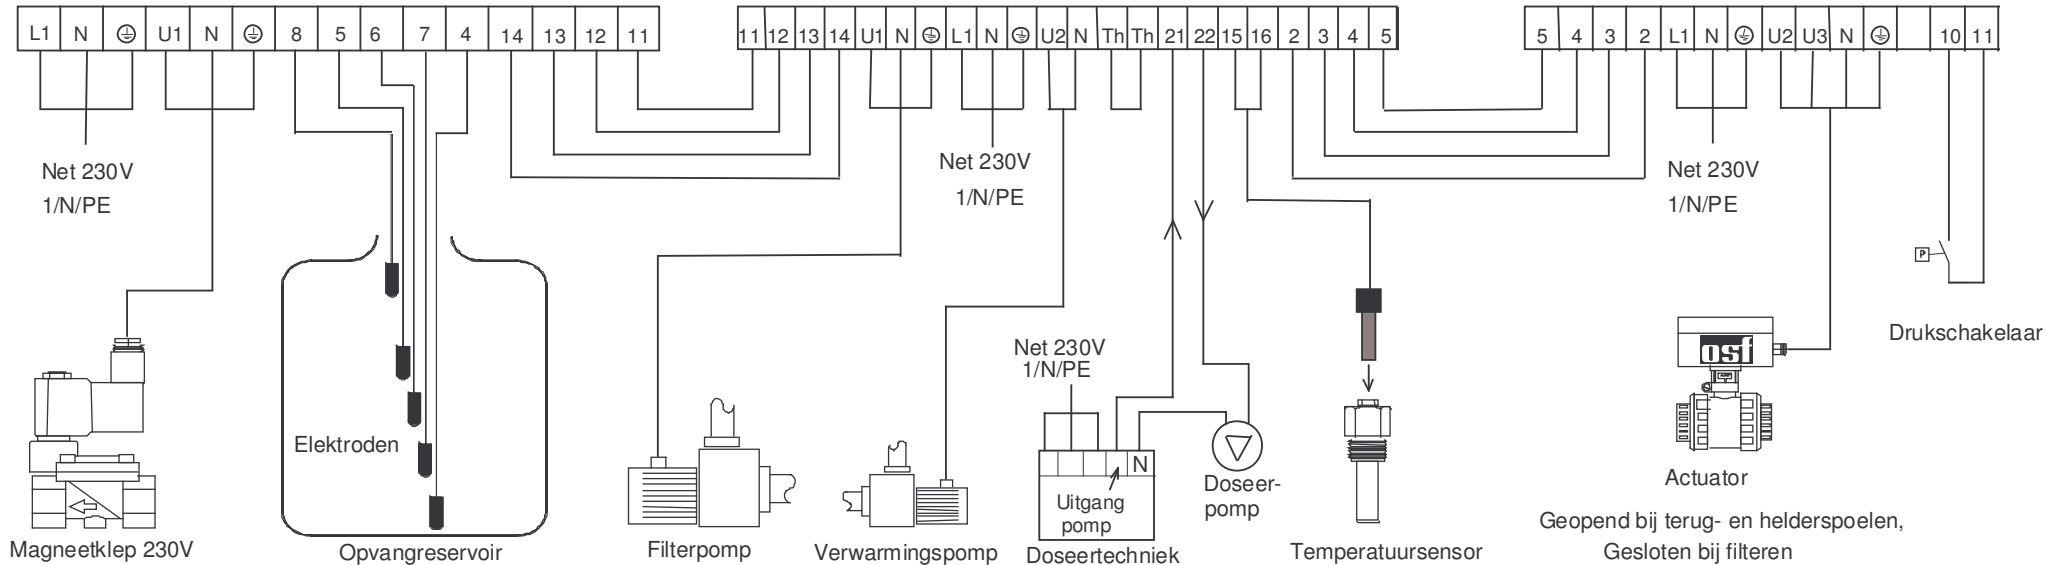 L1 N U1 N 8 5 6 7 4 14 13 12 11
11 12 13 14 U1 N L1 N U2 N Th Th 21 22 15 16 2 3 4 5
5 4 3 2 L1 N U2 U3 N 10 11
Net 230V
1/N/PE
Net 230V
1/N/PE
Net 230V
1/N/PE
P
Drukschakelaar
osf
Net 230V
1/N/PE
Elektroden
N
Uitgang
pomp
Doseer-
pomp
Actuator
Geopend bij terug- en helderspoelen,
Gesloten bij filteren
Magneetklep 230V
Opvangreservoir
Filterpomp
Verwarmingspomp
Doseertechniek
Temperatuursensor